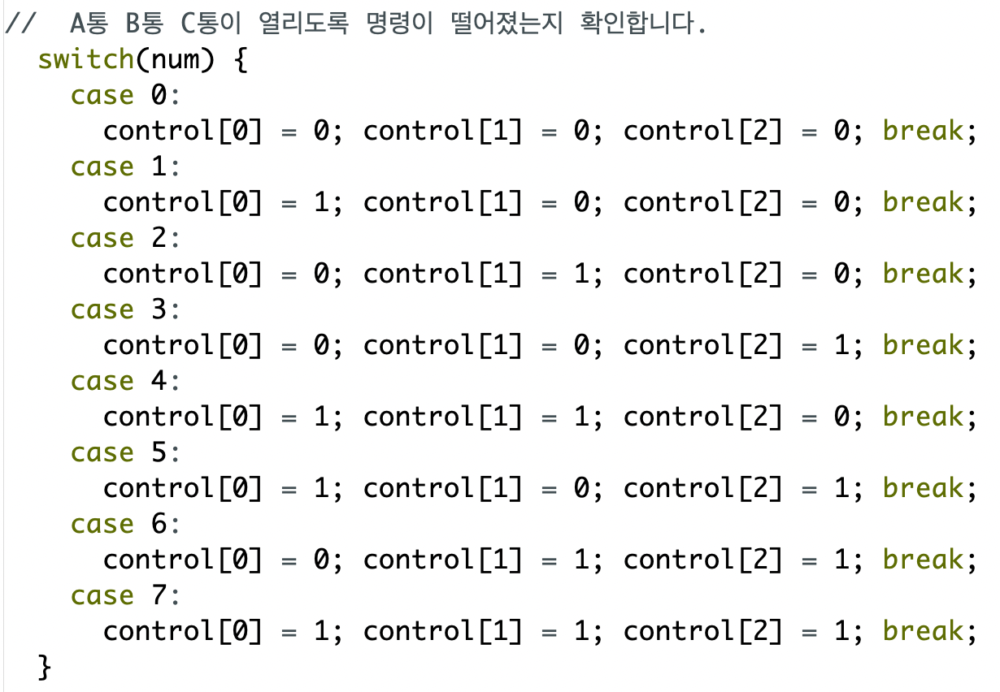 //  A통 B통 C통이 열리도록 명령이 떨어졌는지 확인합니다.
  switch(num) {
    case 0:
      control[0] = 0; control[1] = 0; control[2] = 0; break;
    case 1:
      control[0] = 1; control[1] = 0; control[2] = 0; break;
    case 2:
      control[0] = 0; control[1] = 1; control[2] = 0; break;
    case 3:
      control[0] = 0; control[1] = 0; control[2] = 1; break;
    case 4:
      control[0] = 1; control[1] = 1; control[2] = 0; break;
    case 5:
      control[0] = 1; control[1] = 0; control[2] = 1; break;
    case 6:
      control[0] = 0; control[1] = 1; control[2] = 1; break;
    case 7:
      control[0] = 1; control[1] = 1; control[2] = 1; break;
  }